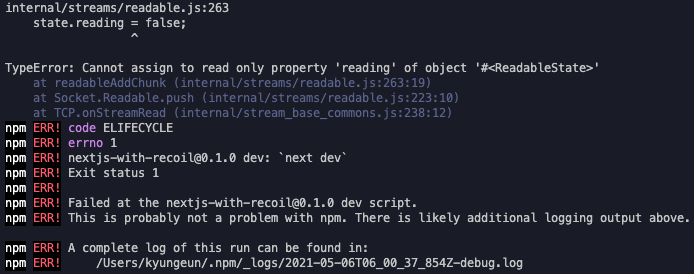 internal/streams/readable.js:263
    state.reading = false;
                  ^
TypeError: Cannot assign to read only property 'reading' of object '#<ReadableState>'
    at readableAddChunk (internal/streams/readable.js:263:19)
    at Socket.Readable.push (internal/streams/readable.js:223:10)
    at TCP.onStreamRead (internal/stream_base_commons.js:238:12)
npm ERR! code ELIFECYCLE
npm ERR! errno 1
npm ERR! nextjs-with-recoil@0.1.0 dev: `next dev`
npm ERR! Exit status 1
npm ERR!
npm ERR! Failed at the nextjs-with-recoil@0.1.0 dev script.
npm ERR! This is probably not a problem with npm. There is likely additional logging output above.
npm ERR! A complete log of this run can be found in:
npm ERR!     /Users/kyungeun/.npm/_logs/2021-05-06T06_00_37_854Z-debug.log